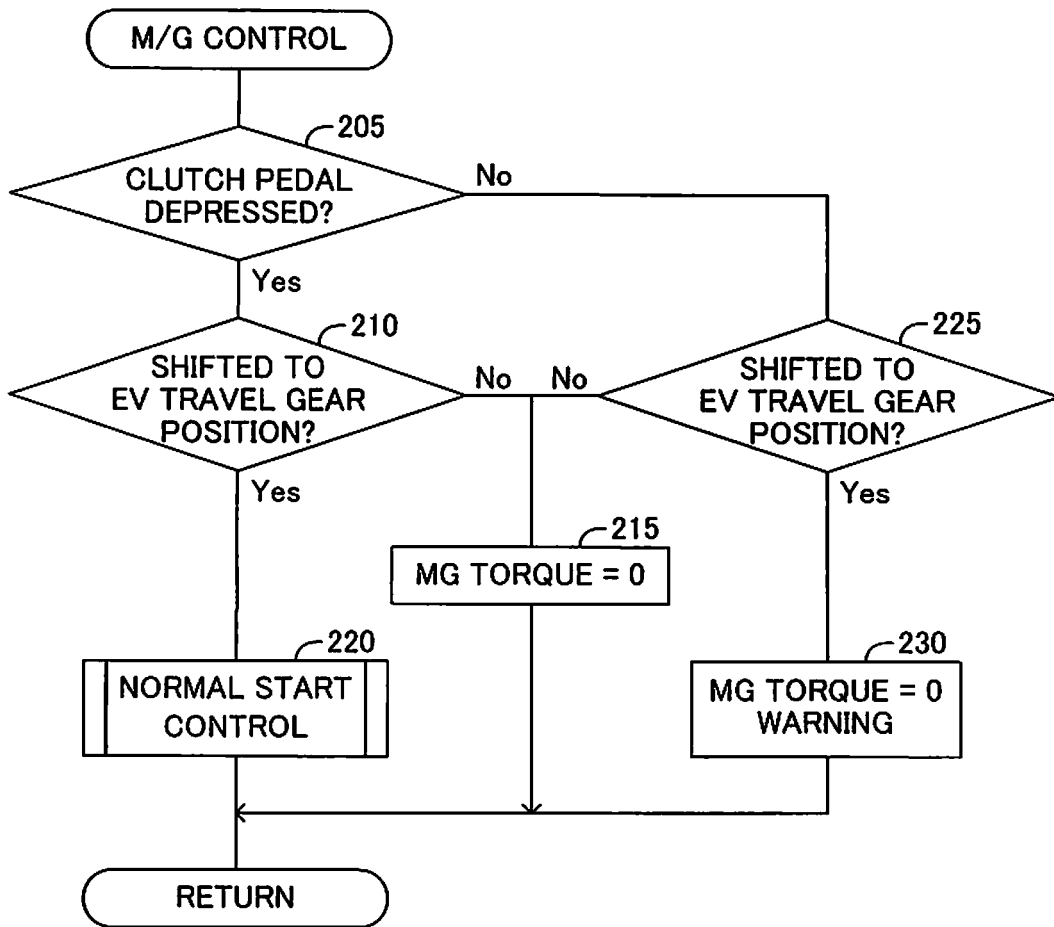 M/G CONTROL
205
CLUTCH PEDAL
DEPRESSED?
No
Yes
210
SHIFTED TO
EV TRAVEL GEAR
POSITION?
No
Yes
225
SHIFTED TO
EV TRAVEL GEAR
POSITION?
No
Yes
215
MG TORQUE = 0
220
NORMAL START
CONTROL
230
MG TORQUE = 0
WARNING
RETURN